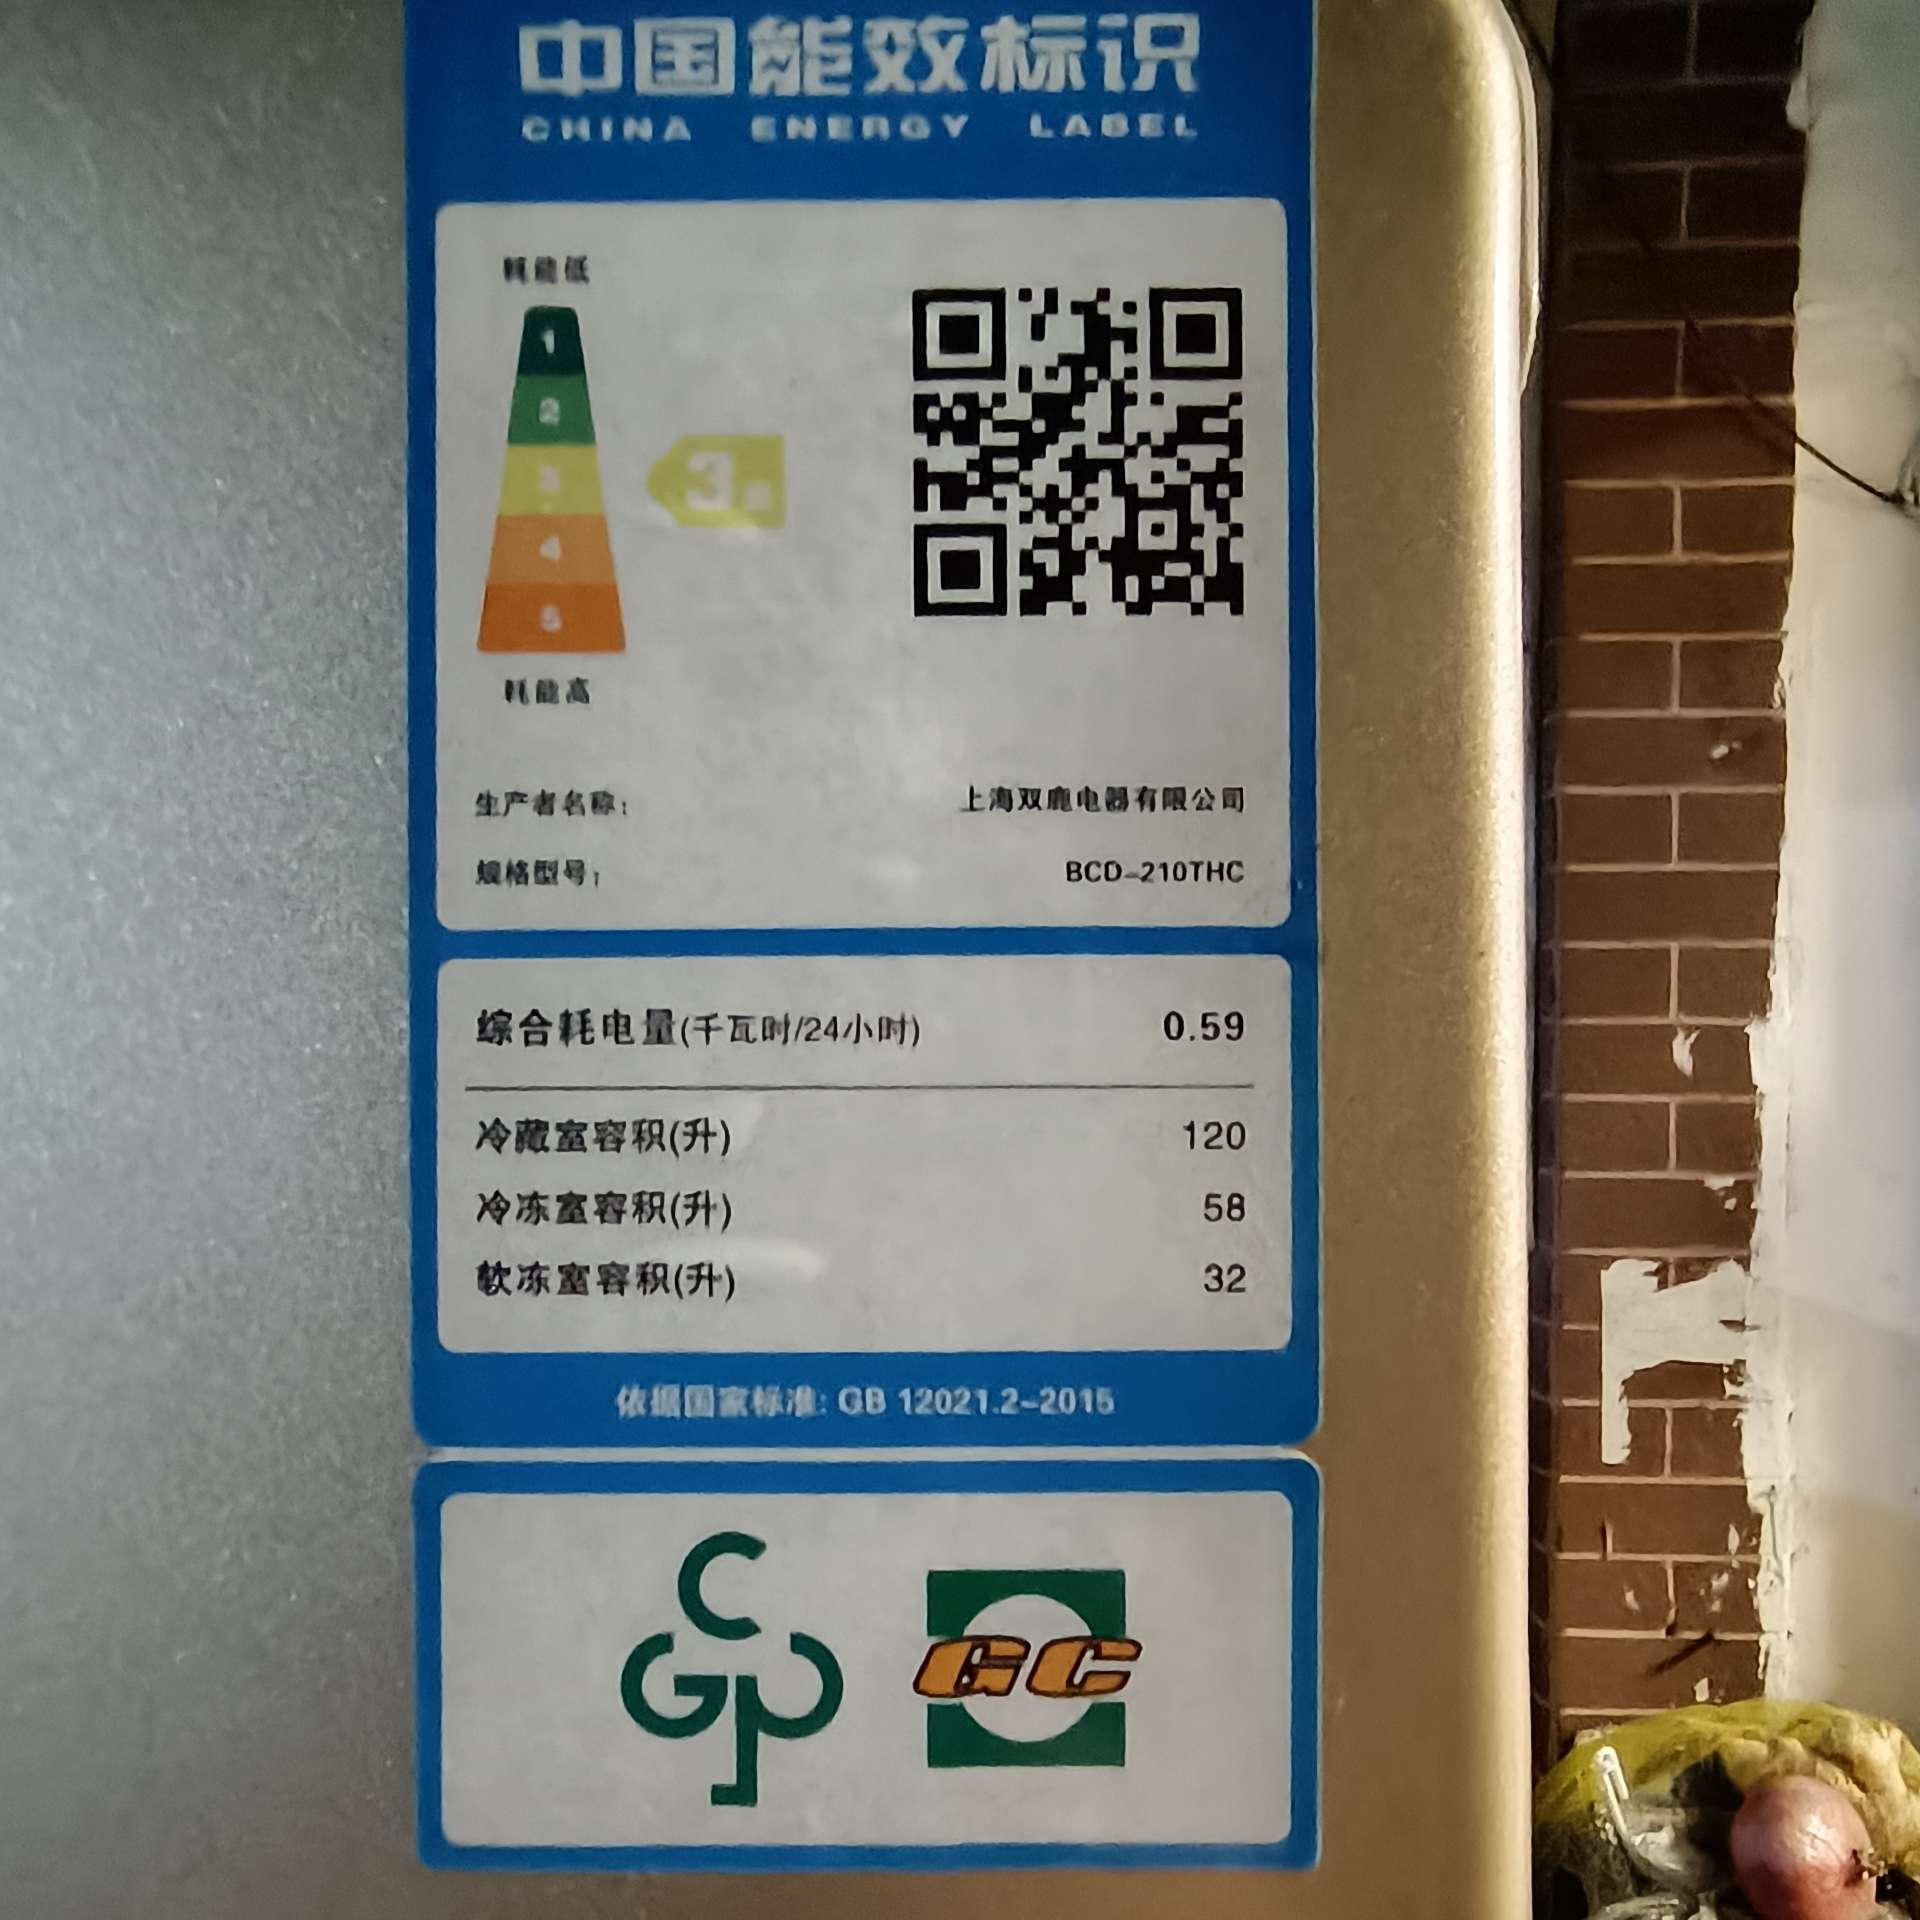 中国能效标识
CHINA ENERGY LABEL
耗能低
1
2
3
3级
4
5
耗能高
生产者名称: 上海双鹿电器有限公司
规格型号: BCD-210THC
综合耗电量(千瓦时/24小时) 0.59
冷藏室容积(升) 120
冷冻室容积(升) 58
软冻室容积(升) 32
依据国家标准: GB 12021.2-2015
CGP
GC